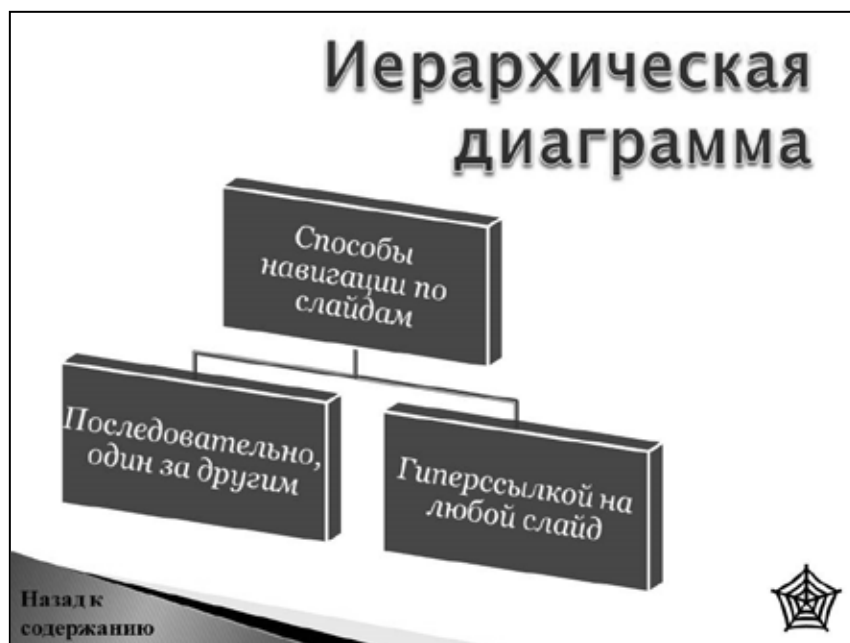 Иерархическая
диаграмма
Способы
навигации по
слайдам
Последовательно,
один за другим
Гиперссылкой на
любой слайд
Назад к
содержанию